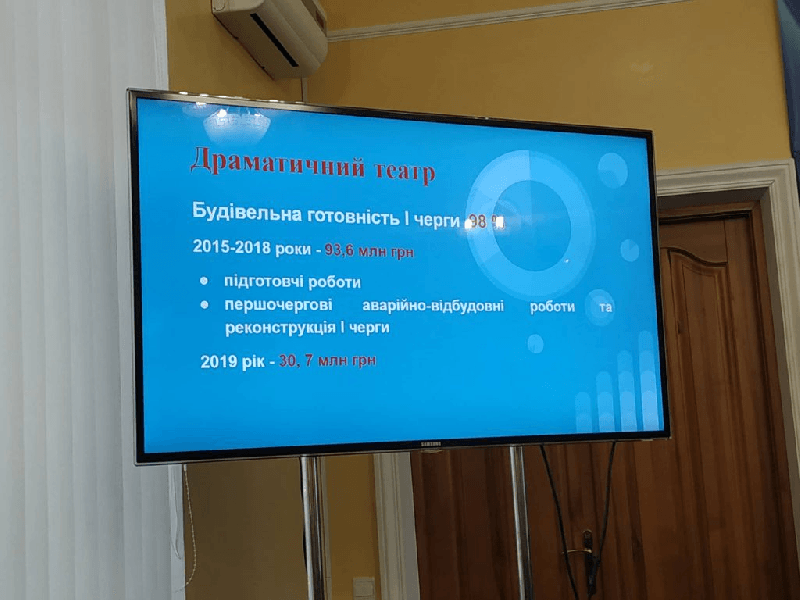 Драматичний театр
Будівельна готовність І черги 98 %
2015-2018 роки - 93,6 млн грн
● підготовчі роботи
● першочергові аварійно-відбудовні роботи та
реконструкція І черги
2019 рік - 30, 7 млн грн
SAMSUNG